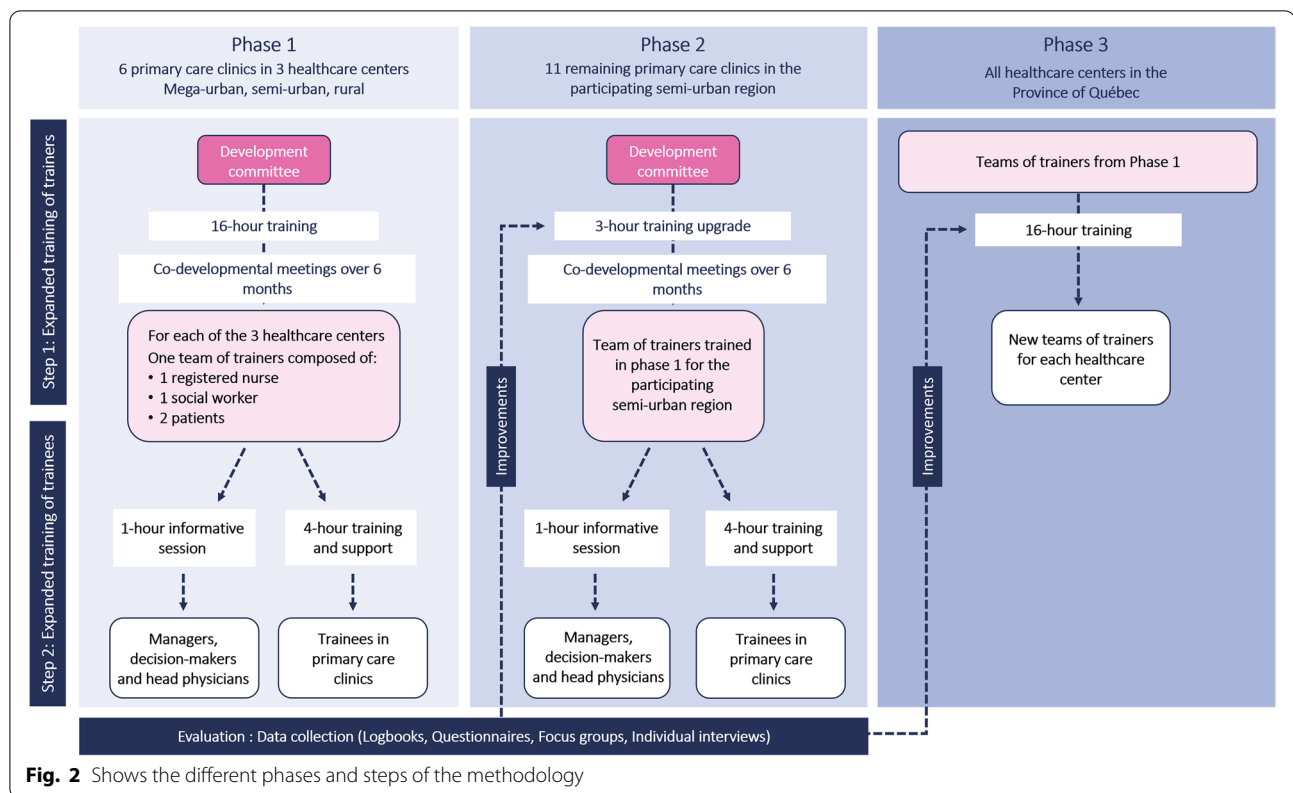 Phase 1
6 primary care clinics in 3 healthcare centers
Mega-urban, semi-urban, rural
Phase 2
11 remaining primary care clinics in the
participating semi-urban region
Phase 3
All healthcare centers in the
Province of Québec
Step 1: Expanded training of trainers
Step 2: Expanded training of trainees
Development
committee
16-hour training
Co-developmental meetings over 6
months
For each of the 3 healthcare centers
One team of trainers composed of:
• 1 registered nurse
• 1 social worker
• 2 patients
1-hour informative
session
4-hour training
and support
Managers,
decision-makers
and head physicians
Trainees in
primary care
clinics
Improvements
Development
committee
3-hour training upgrade
Co-developmental meetings over 6
months
Team of trainers trained
in phase 1 for the
participating
semi-urban region
1-hour informative
session
4-hour training
and support
Managers,
decision-makers
and head physicians
Trainees in
primary care
clinics
Improvements
Teams of trainers from Phase 1
16-hour training
New teams of trainers
for each healthcare
center
Evaluation : Data collection (Logbooks, Questionnaires, Focus groups, Individual interviews)
Fig. 2 Shows the different phases and steps of the methodology